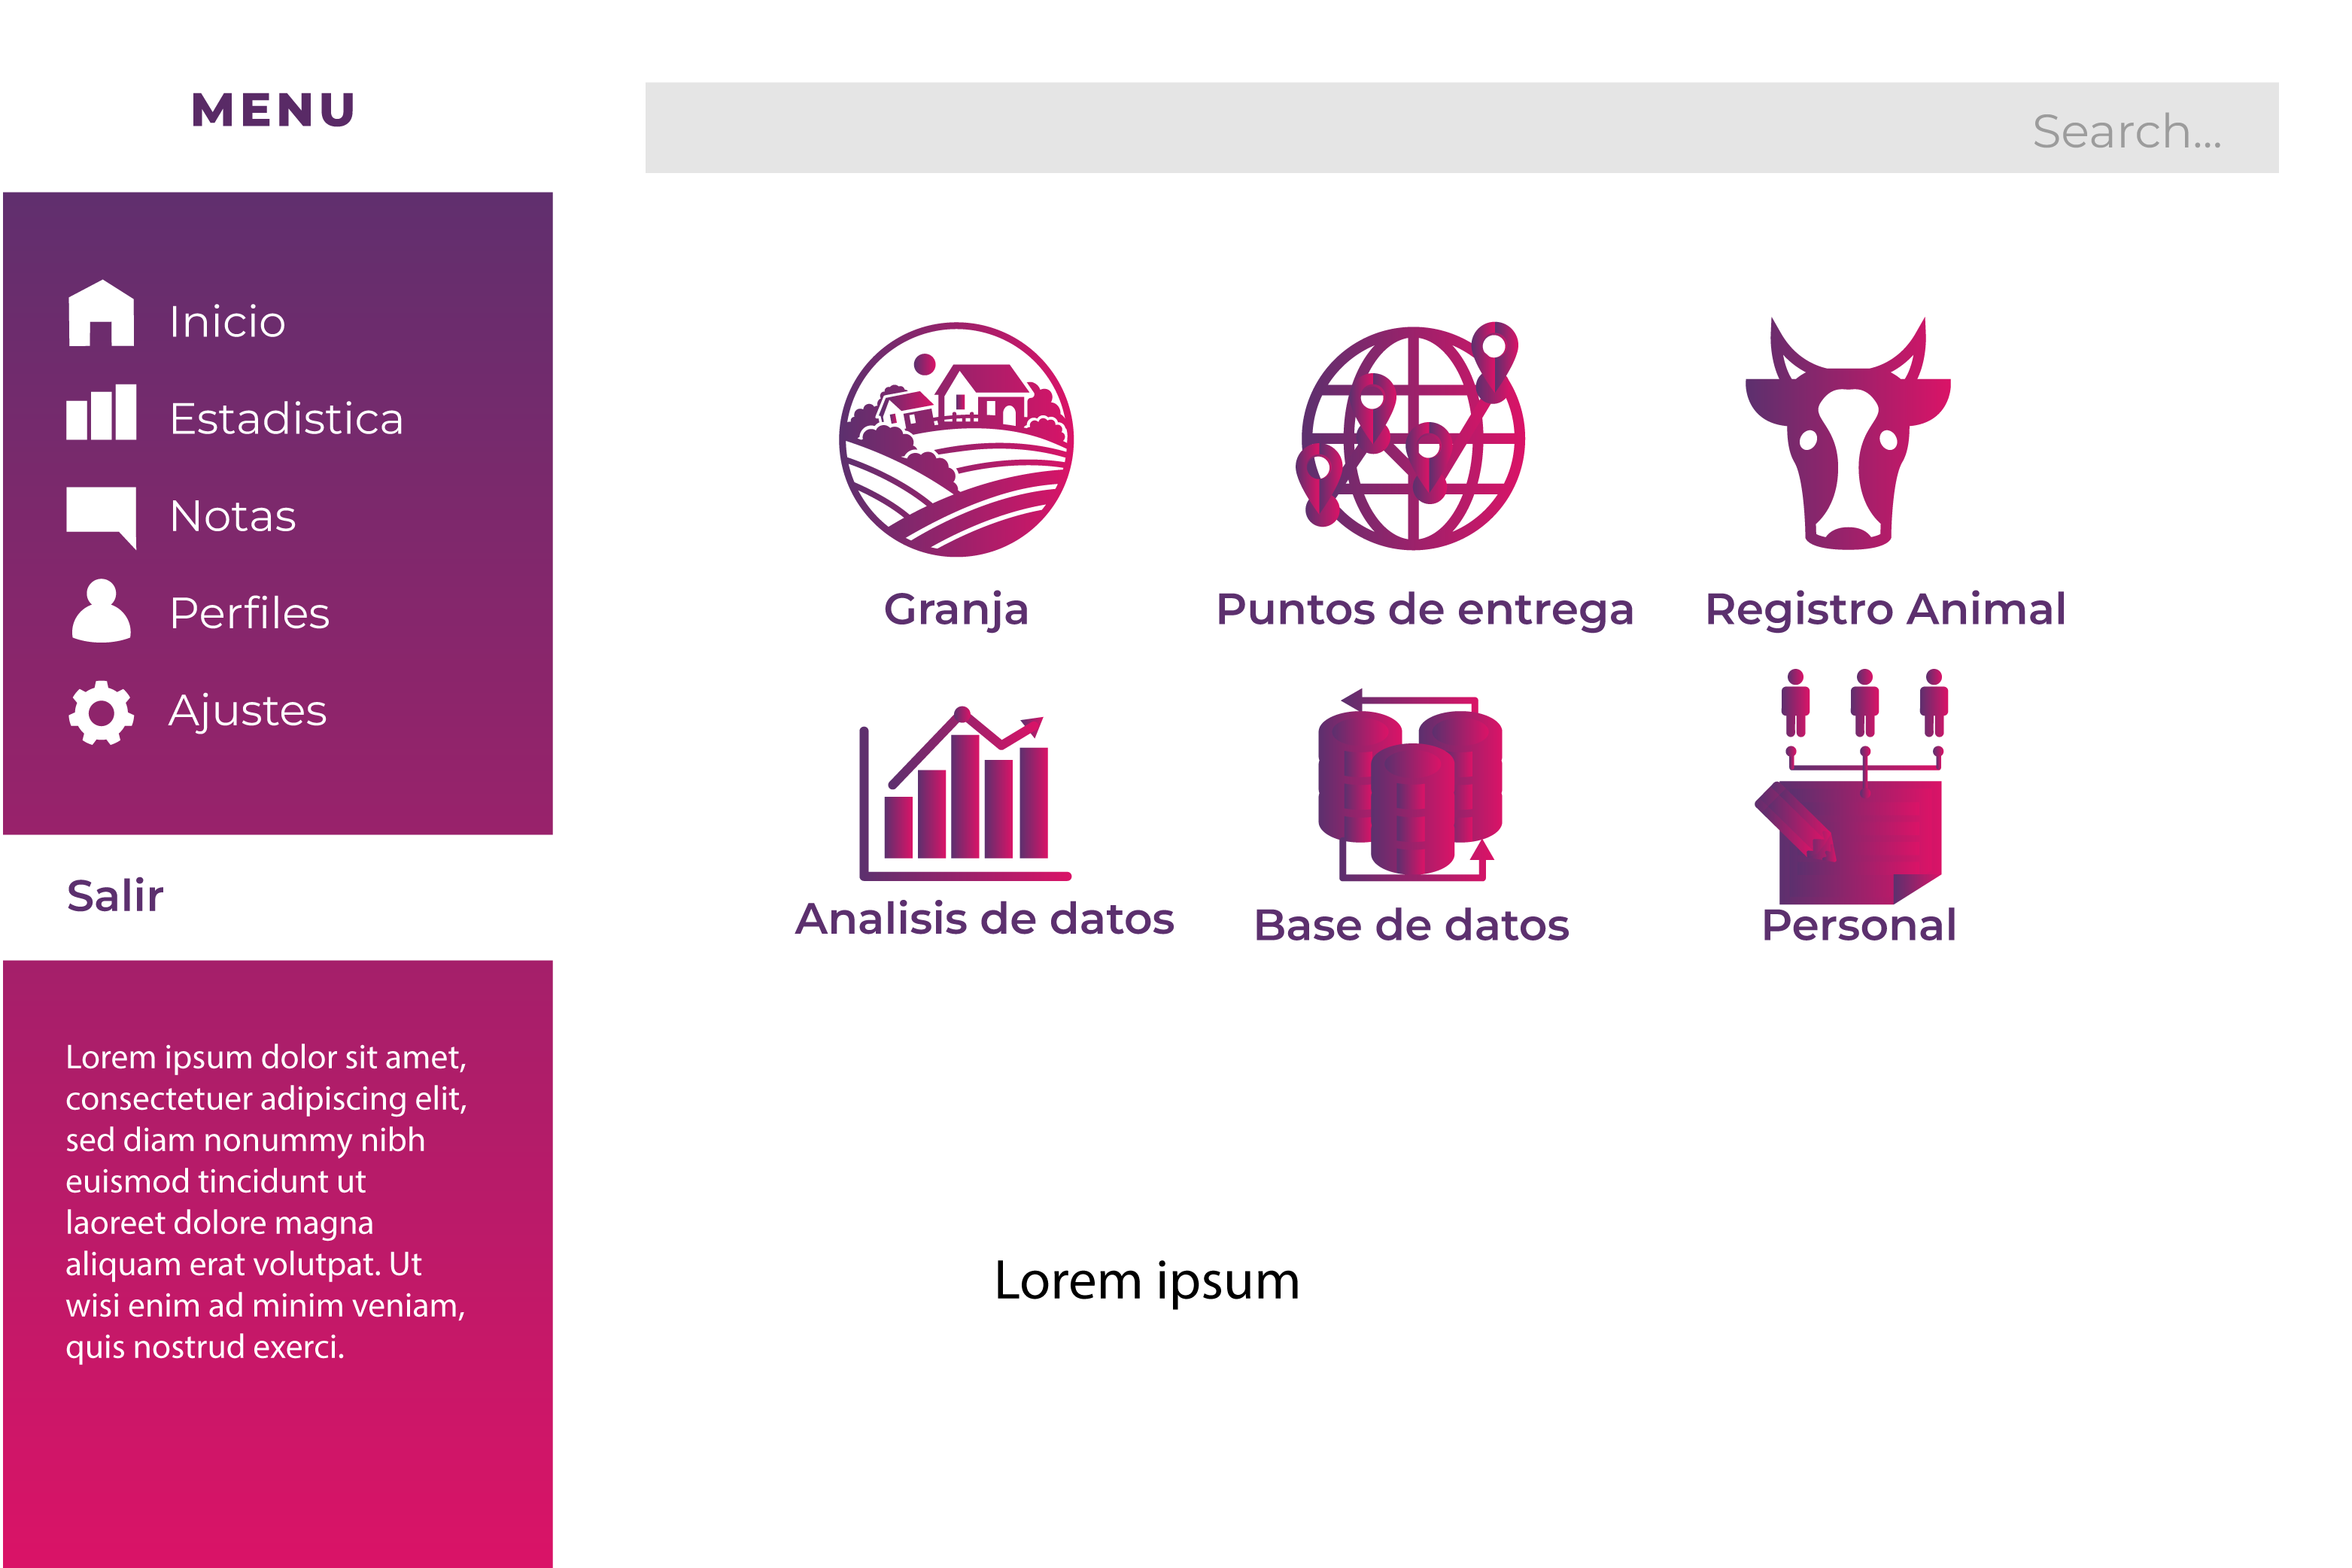 MENU
Search...
Inicio
Estadistica
Notas
Perfiles
Ajustes
Salir
Lorem ipsum dolor sit amet,
consectetuer adipiscing elit,
sed diam nonummy nibh
euismod tincidunt ut
laoreet dolore magna
aliquam erat volutpat. Ut
wisi enim ad minim veniam,
quis nostrud exerci.
Granja
Puntos de entrega
Registro Animal
Analisis de datos
Base de datos
Personal
Lorem ipsum